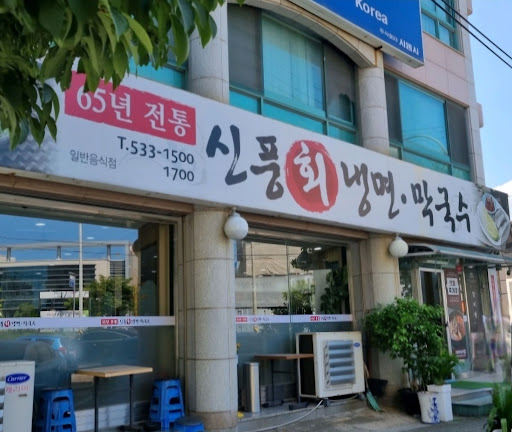 Korea
65년 전통
T.533-1500
1700
일반음식점
신풍 회 냉면·막국수
Carrier